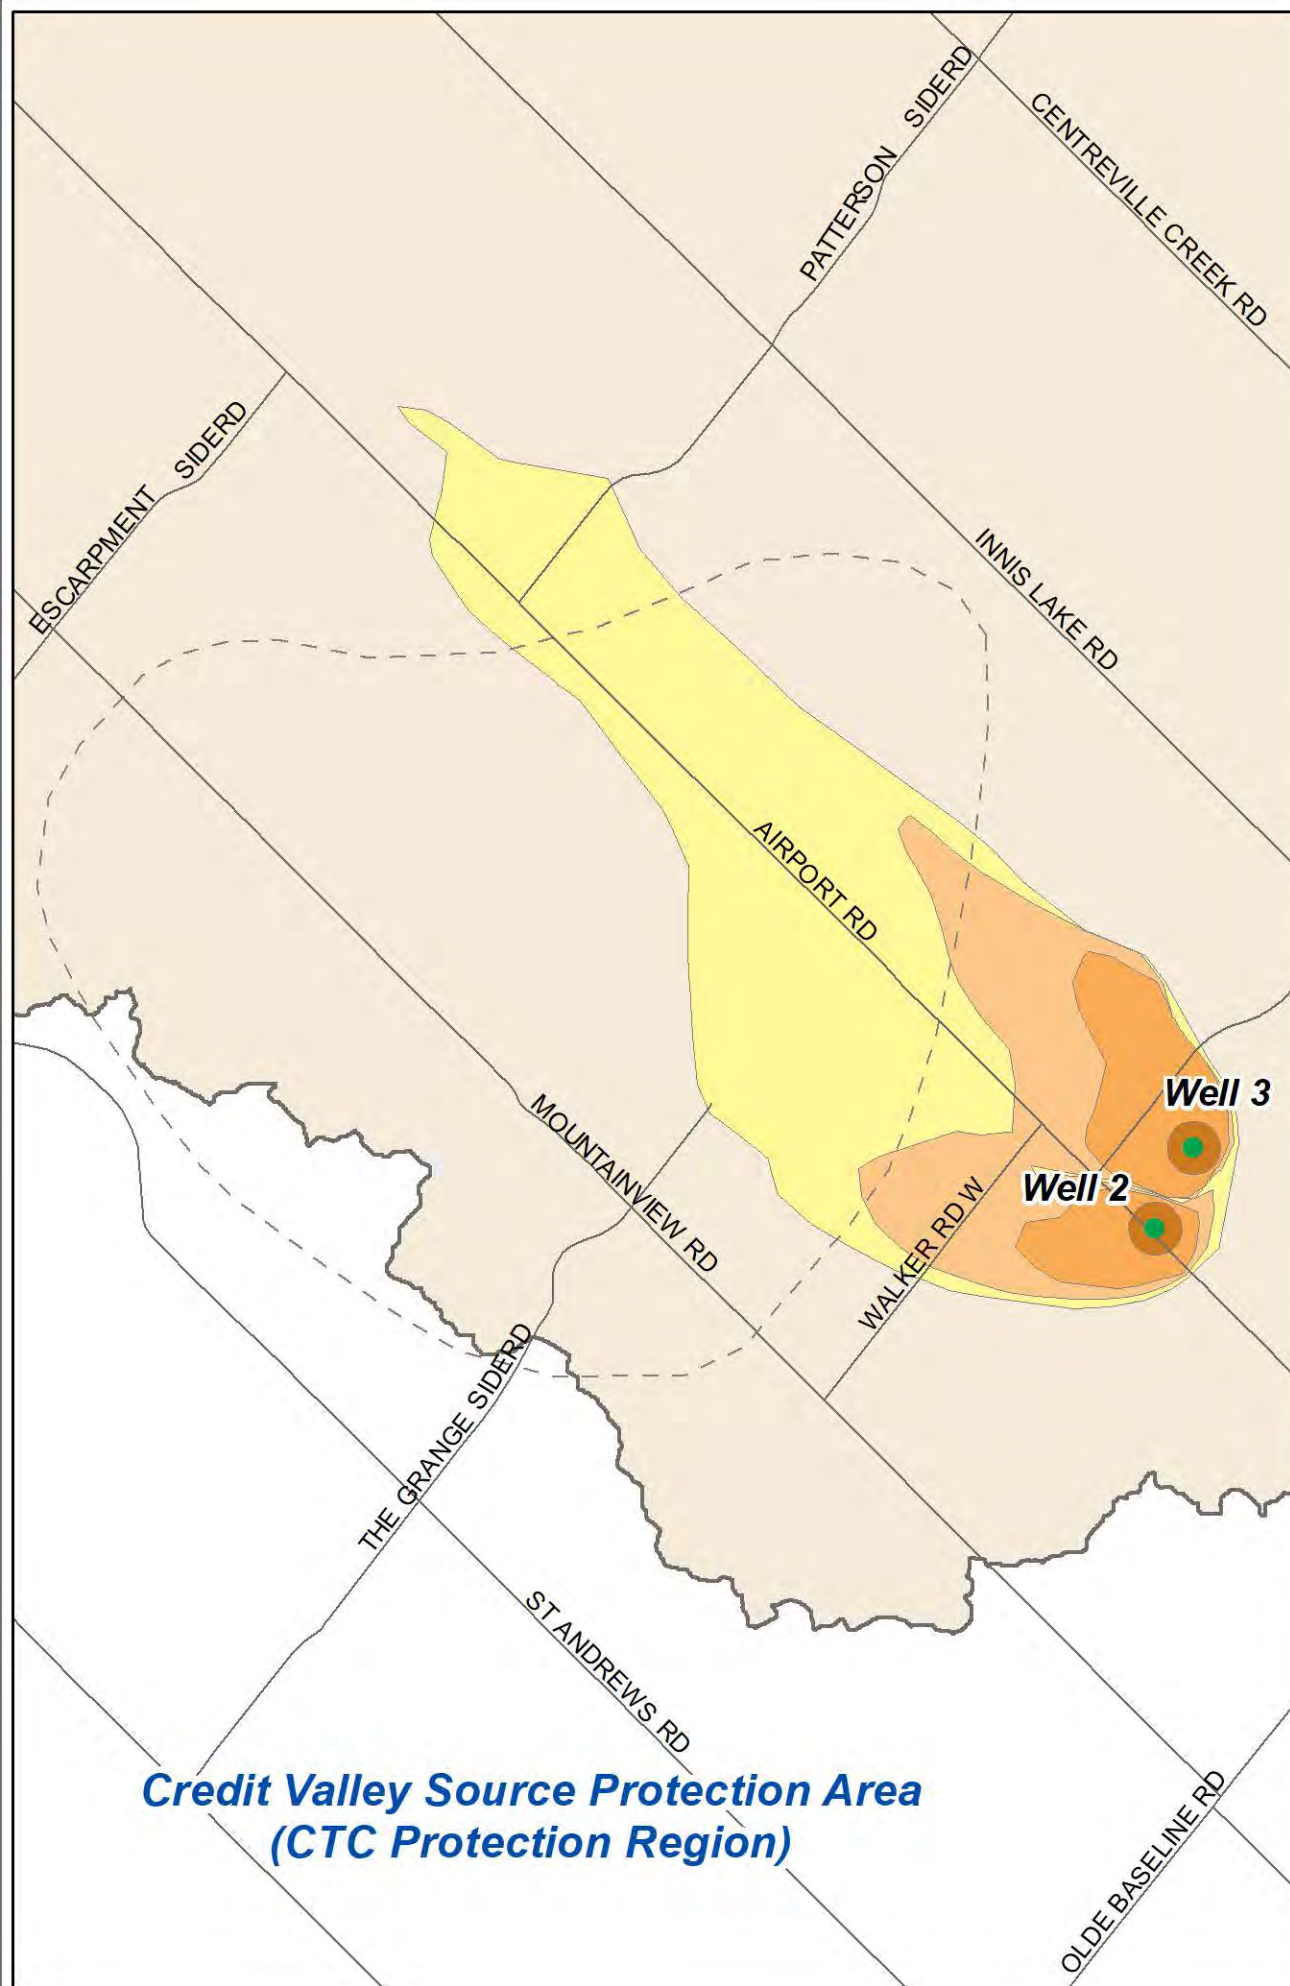 PATTERSON SIDERD
CENTREVILLE CREEK RD
ESCARPMENT SIDERD
INNIS LAKE RD
AIRPORT RD
Well 3
MOUNTAINVIEW RD
Well 2
WALKER RD W
THE GRANGE SIDERD
ST ANDREWS RD
Credit Valley Source Protection Area
(CTC Protection Region)
OLDE BASELINE RD